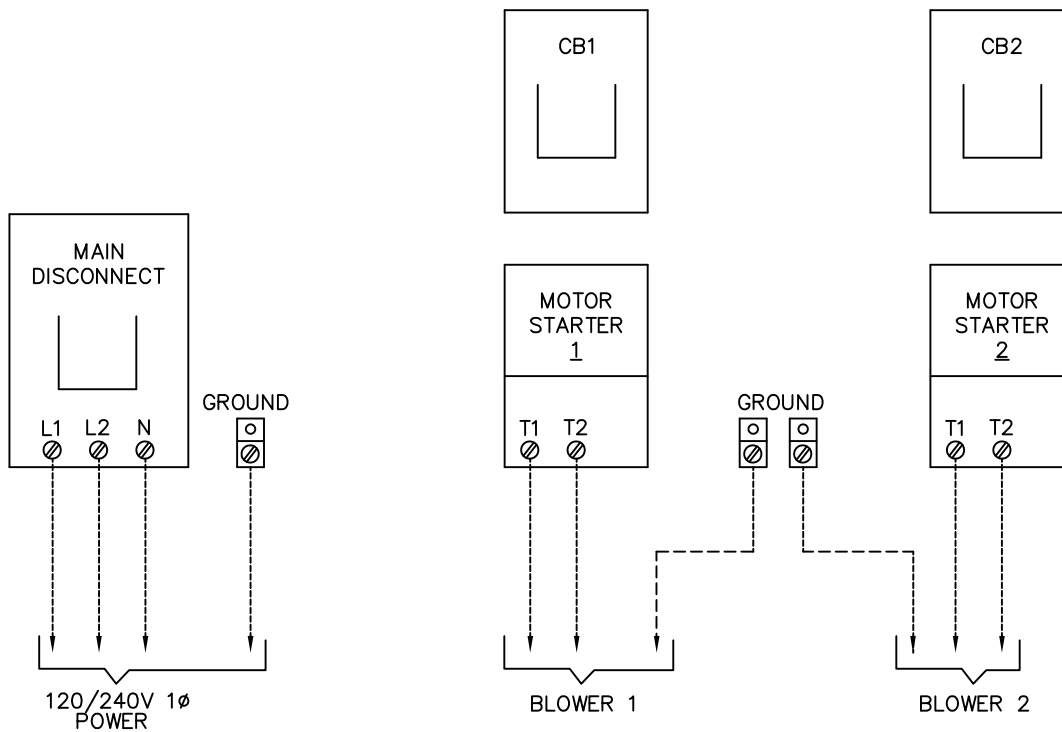 CB1
CB2
MAIN
DISCONNECT
L1 L2 N
GROUND
MOTOR
STARTER
1
T1 T2
GROUND
MOTOR
STARTER
2
T1 T2
120/240V 1ø
POWER
BLOWER 1
BLOWER 2